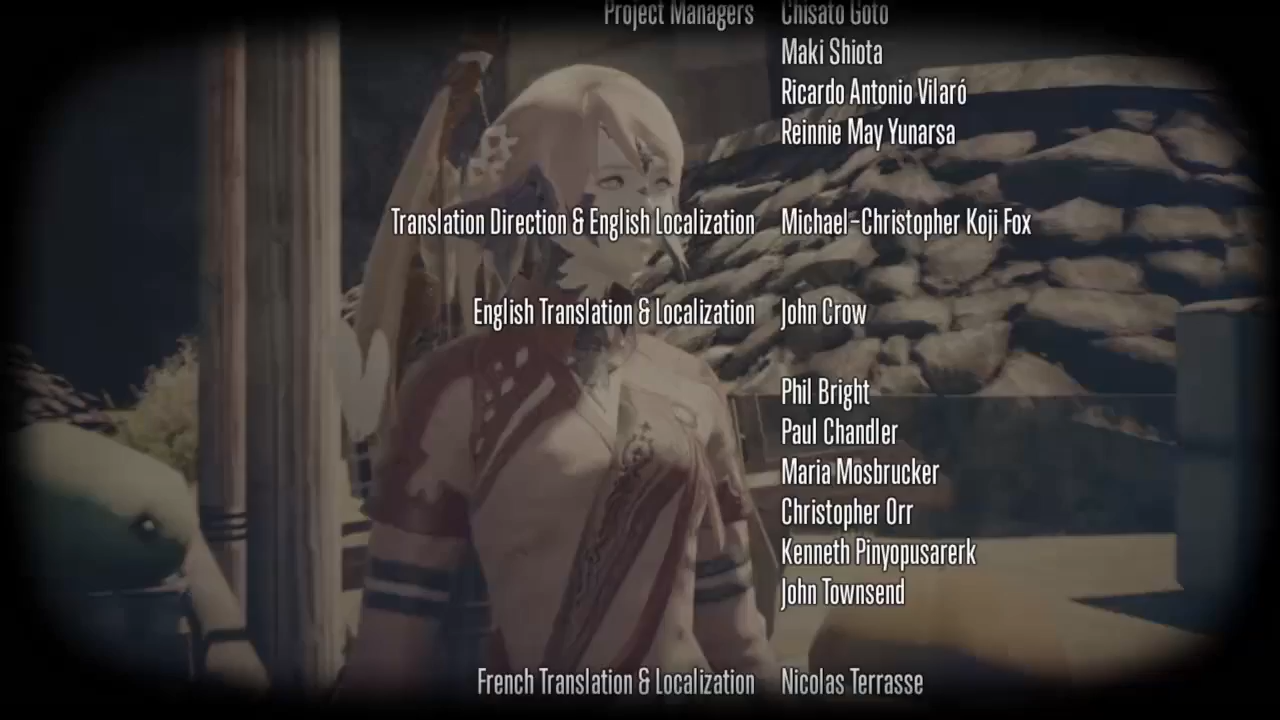 Project Managers Chisato Goto
Maki Shiota
Ricardo Antonio Vilaró
Reinnie May Yunarsa
Translation Direction & English Localization Michael-Christopher Koji Fox
English Translation & Localization John Crow
Phil Bright
Paul Chandler
Maria Mosbrucker
Christopher Orr
Kenneth Pinyopusarerk
John Townsend
French Translation & Localization Nicolas Terrasse